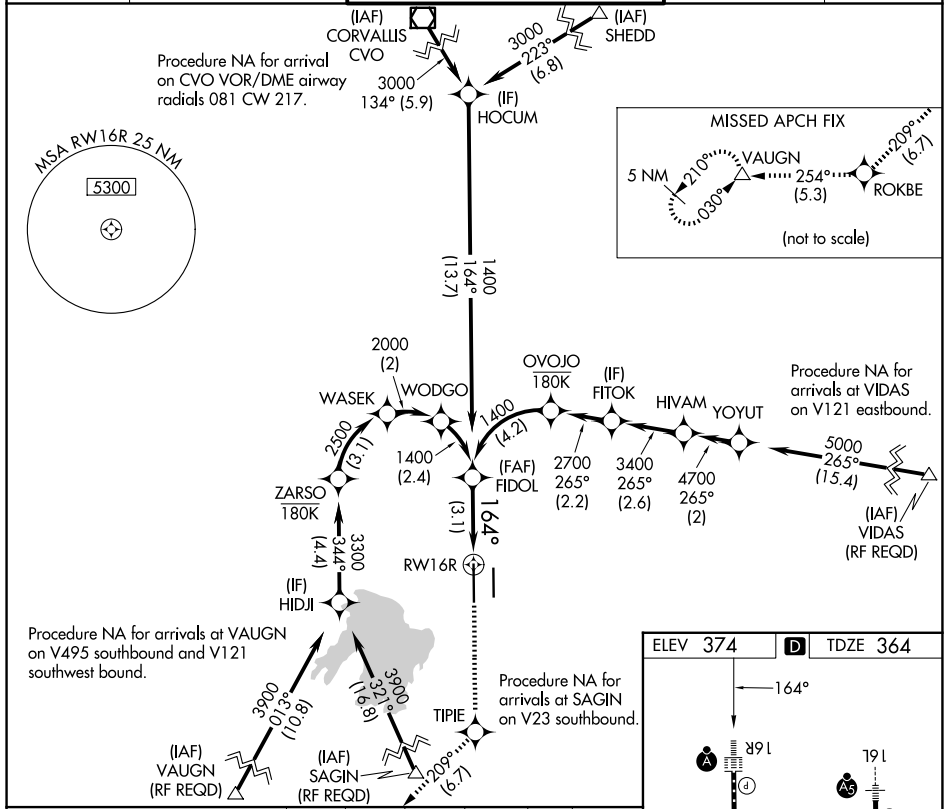 (IAF)
CORVALLIS
CVO
(IAF)
SHEDD
3000
223°
(6.8)
Procedure NA for arrival
on CVO VOR/DME airway
radials 081 CW 217.
3000
134° (5.9)
(IF)
HOCUM
MSA RW16R 25 NM
5300
MISSED APCH FIX
209°
(6.7)
210°
VAUGN
5 NM
030°
254°
(5.3)
ROKBE
(not to scale)
1400
164°
(13.7)
2000
(2)
WASEK
WODGO
OVOJO
180K
(IF)
FITOK
HIVAM
YOYUT
Procedure NA for
arrivals at VIDAS
on V121 eastbound.
2500
(3.1)
1400
(2.4)
1400
(4.2)
(FAF)
FIDOL
2700
265°
(2.2)
3400
265°
(2.6)
4700
265°
(2)
5000
265°
(15.4)
(IAF)
VIDAS
(RF REQD)
ZARSO
180K
164°
(3.1)
RW16R
3300
344°
(4.4)
(IF)
HIDJI
Procedure NA for arrivals at VAUGN
on V495 southbound and V121
southwest bound.
3900
013°
(10.8)
3900
321°
(16.8)
Procedure NA for
arrivals at SAGIN
on V23 southbound.
TIPIE
209°
(6.7)
(IAF)
VAUGN
(RF REQD)
(IAF)
SAGIN
(RF REQD)
ELEV 374 D TDZE 364
164°
16R
16L
A
P
A5